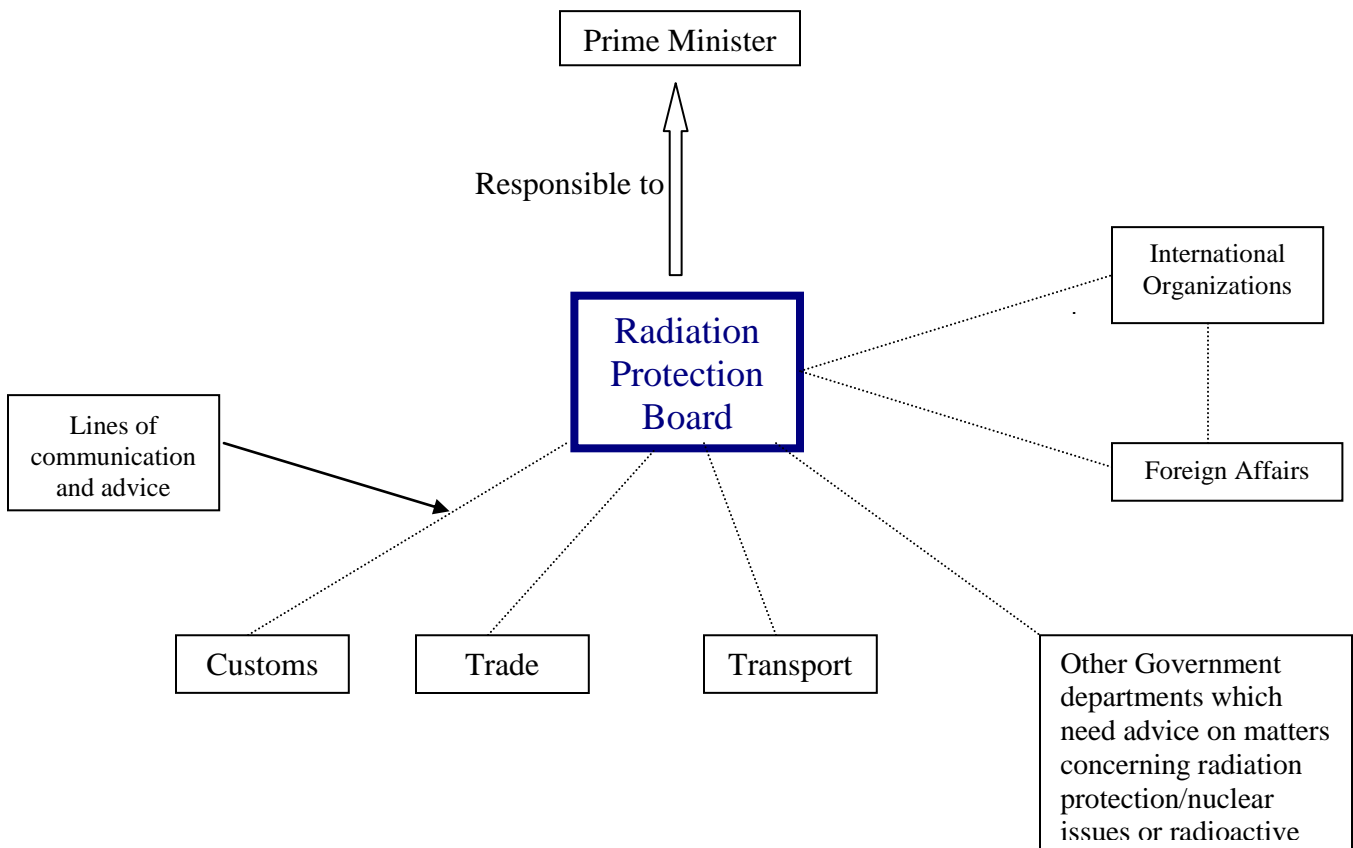 Prime Minister
Responsible to
International
Organizations
Radiation
Protection
Board
Lines of
communication
and advice
Foreign Affairs
Customs
Trade
Transport
Other Government
departments which
need advice on matters
concerning radiation
protection/nuclear
issues or radioactive